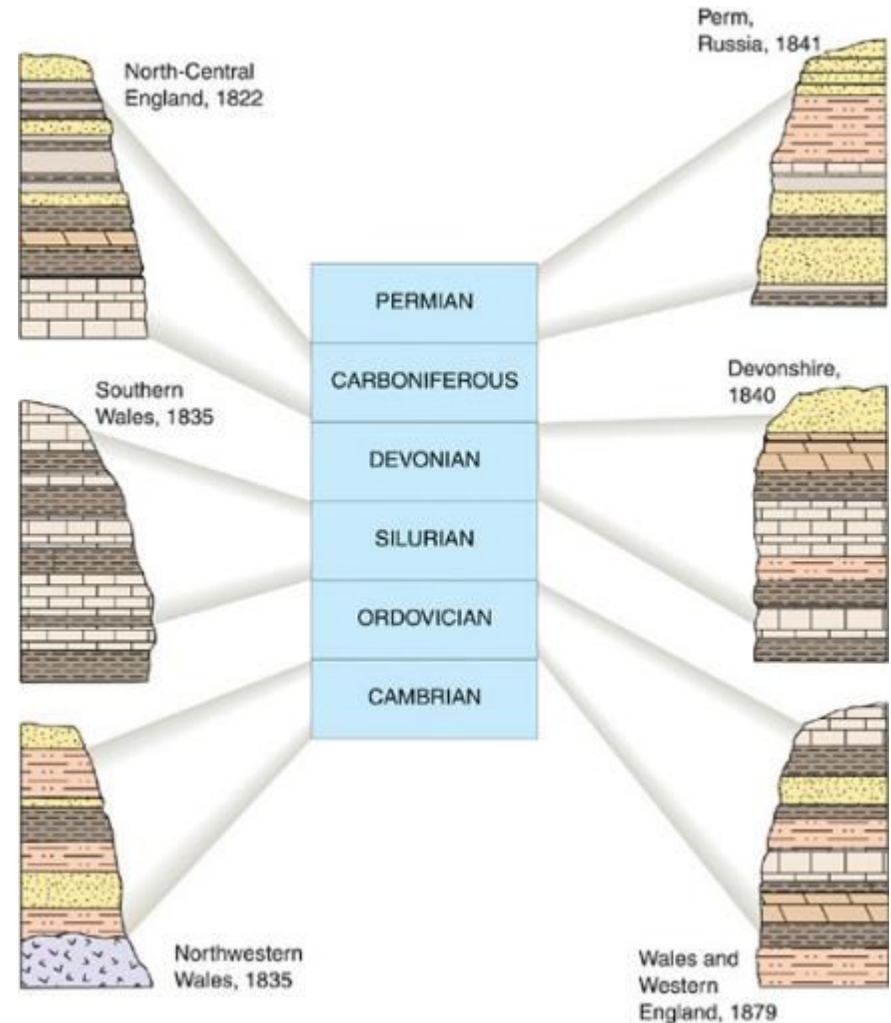 North-Central
England, 1822
Perm,
Russia, 1841
PERMIAN
CARBONIFEROUS
DEVONIAN
SILURIAN
ORDOVICIAN
CAMBRIAN
Southern
Wales, 1835
Devonshire,
1840
Northwestern
Wales, 1835
Wales and
Western
England, 1879